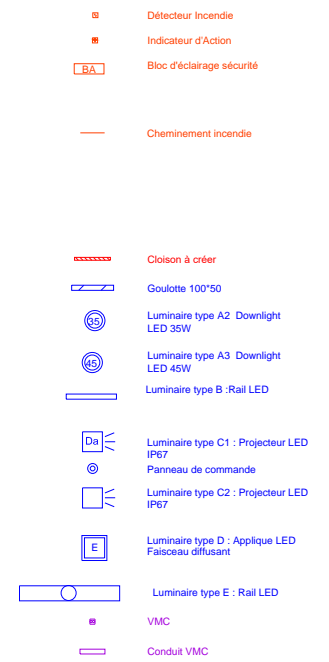 Détecteur Incendie
Indicateur d'Action
BA Bloc d'éclairage sécurité
Cheminement incendie
Cloison à créer
Goulotte 100*50
35 Luminaire type A2 Downlight
LED 35W
45 Luminaire type A3 Downlight
LED 45W
Luminaire type B :Rail LED
Da Luminaire type C1 : Projecteur LED
IP67
Panneau de commande
Luminaire type C2 : Projecteur LED
IP67
E Luminaire type D : Applique LED
Faisceau diffusant
Luminaire type E : Rail LED
VMC
Conduit VMC